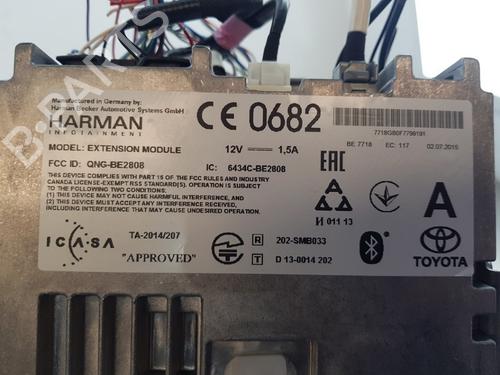 Manufactured in Germany by:
Harman Becker Automotive Systems GmbH
HARMAN
INFOTAINMENT
CE 0682
7718GB0F7798191
MODEL: EXTENSION MODULE
12V 1,5A
BE 7718 EC: 117 02.07.2015
FCC ID: QNG-BE2808
IC: 6434C-BE2808
EAC
THIS DEVICE COMPLIES WITH PART 15 OF THE FCC RULES AND INDUSTRY
CANADA LICENSE-EXEMPT RSS STANDARD(S). OPERATION IS SUBJECT
TO THE FOLLOWING TWO CONDITIONS: (1) THIS DEVICE MAY NOT CAUSE
HARMFUL INTERFERENCE, AND (2) THIS DEVICE MUST ACCEPT ANY
INTERFERENCE RECEIVED, INCLUDING INTERFERENCE THAT MAY CAUSE
UNDESIRED OPERATION.
И 011 13
A
ICASA
TA-2014/207
"APPROVED"
R 202-SMB033
D 13-0014 202
TOYOTA
B-PARTS